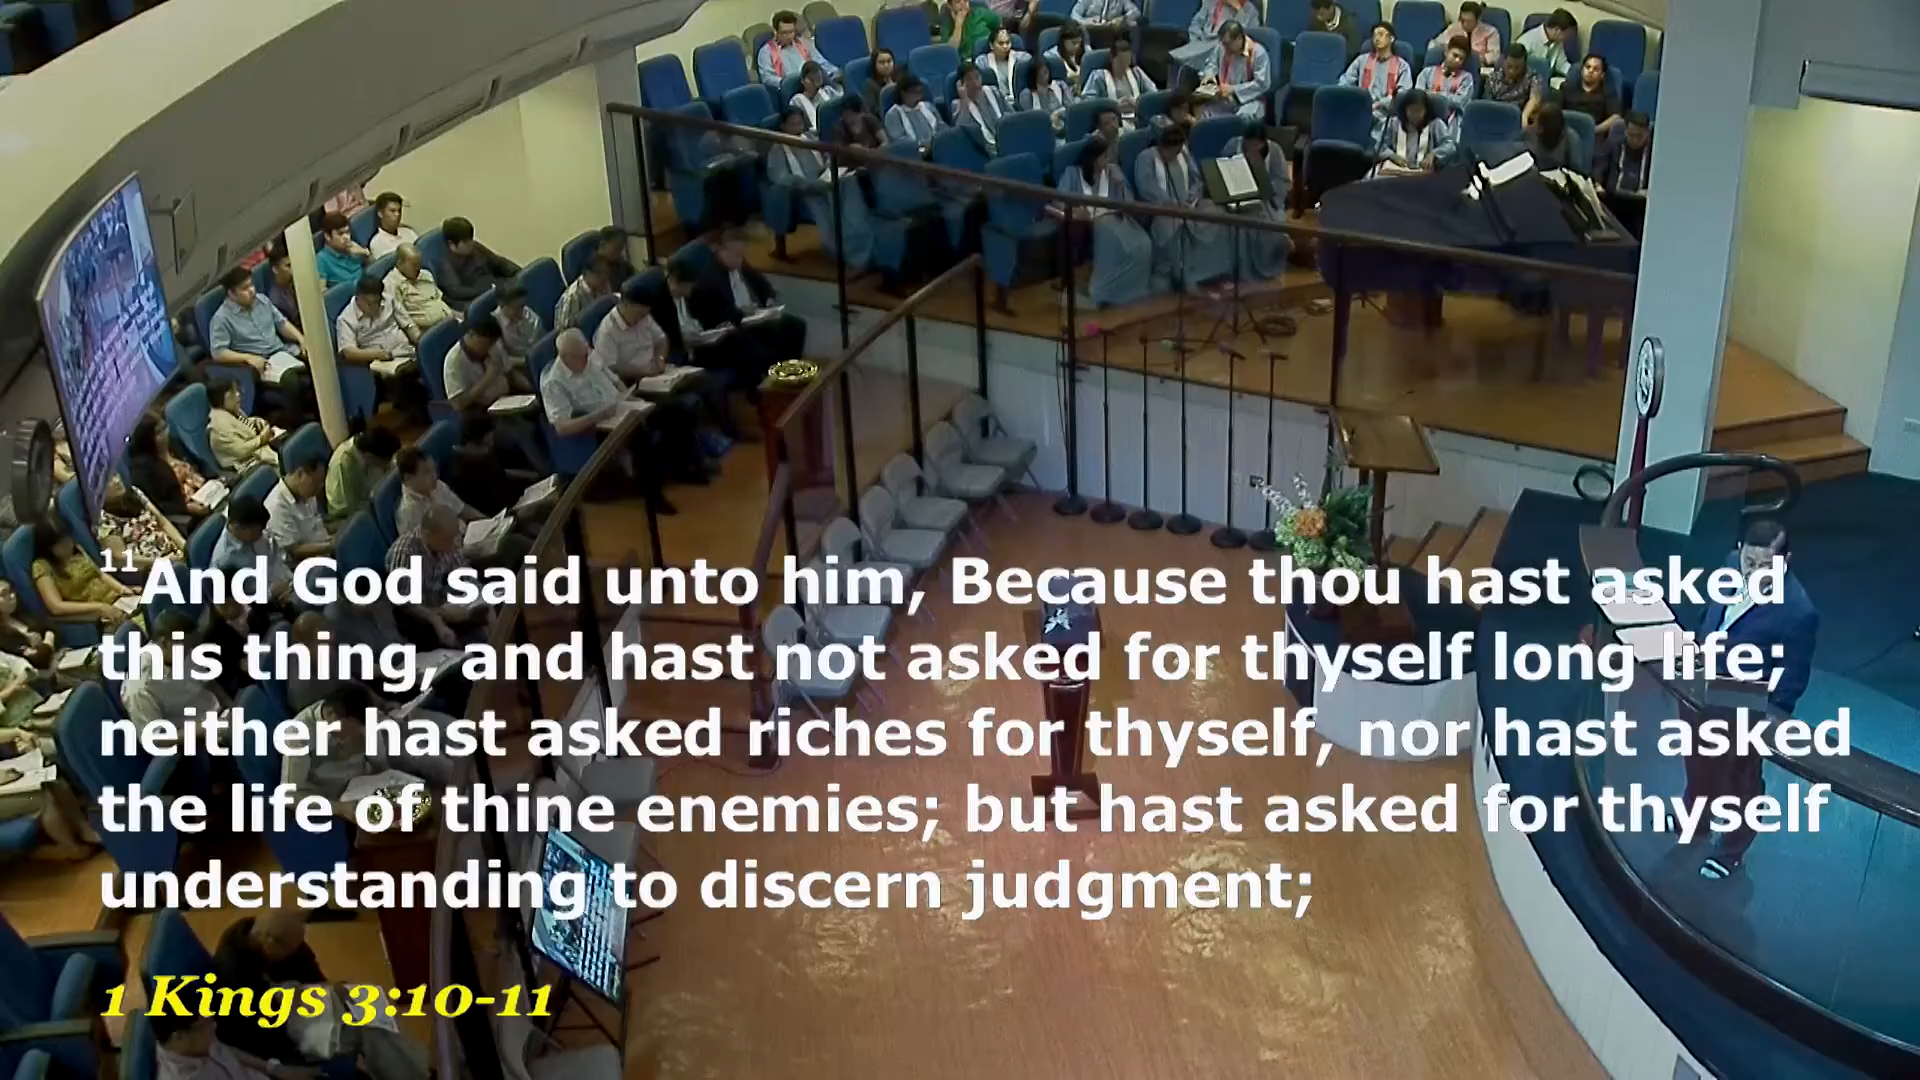 11And God said unto him, Because thou hast asked
this thing, and hast not asked for thyself long life;
neither hast asked riches for thyself, nor hast asked
the life of thine enemies; but hast asked for thyself
understanding to discern judgment;
1 Kings 3:10-11